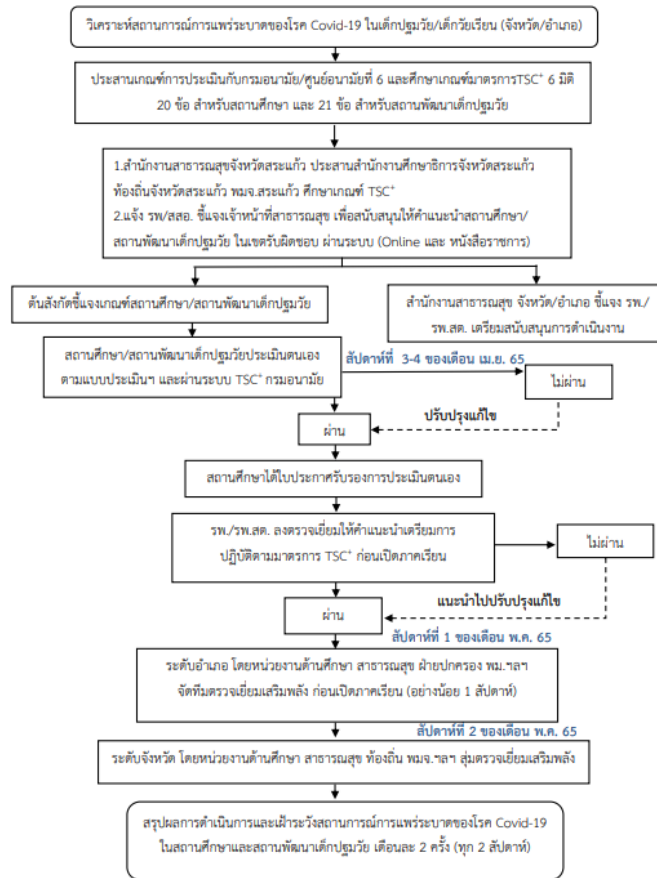 วิเคราะห์สถานการณ์การแพร่ระบาดของโรค Covid-19 ในเด็กปฐมวัย/เด็กวัยเรียน (จังหวัด/อำเภอ)
ประสานเกณฑ์การประเมินกับกรมอนามัย/ศูนย์อนามัยที่ 6 และศึกษาเกณฑ์มาตรการTSC⁺ 6 มิติ
20 ข้อ สำหรับสถานศึกษา และ 21 ข้อ สำหรับสถานพัฒนาเด็กปฐมวัย
1.สำนักงานสาธารณสุขจังหวัดสระแก้ว ประสานสำนักงานศึกษาธิการจังหวัดสระแก้ว
ท้องถิ่นจังหวัดสระแก้ว พมจ.สระแก้ว ศึกษาเกณฑ์ TSC⁺
2.แจ้ง รพ/สสอ. ชี้แจงเจ้าหน้าที่สาธารณสุข เพื่อสนับสนุนให้คำแนะนำสถานศึกษา/
สถานพัฒนาเด็กปฐมวัย ในเขตรับผิดชอบ ผ่านระบบ (Online และ หนังสือราชการ)
ต้นสังกัดชี้แจงเกณฑ์สถานศึกษา/สถานพัฒนาเด็กปฐมวัย
สำนักงานสาธารณสุข จังหวัด/อำเภอ ชี้แจง รพ./
รพ.สต. เตรียมสนับสนุนการดำเนินงาน
สถานศึกษา/สถานพัฒนาเด็กปฐมวัยประเมินตนเอง
ตามแบบประเมินฯ และผ่านระบบ TSC⁺ กรมอนามัย
สัปดาห์ที่ 3-4 ของเดือน เม.ย. 65
ไม่ผ่าน
ปรับปรุงแก้ไข
ผ่าน
สถานศึกษาได้ใบประกาศรับรองการประเมินตนเอง
รพ./รพ.สต. ลงตรวจเยี่ยมให้คำแนะนำเตรียมการ
ปฏิบัติตามมาตรการ TSC⁺ ก่อนเปิดภาคเรียน
ไม่ผ่าน
แนะนำไปปรับปรุงแก้ไข
ผ่าน
สัปดาห์ที่ 1 ของเดือน พ.ค. 65
ระดับอำเภอ โดยหน่วยงานด้านศึกษา สาธารณสุข ฝ่ายปกครอง พม.ฯลฯ
จัดทีมตรวจเยี่ยมเสริมพลัง ก่อนเปิดภาคเรียน (อย่างน้อย 1 สัปดาห์)
สัปดาห์ที่ 2 ของเดือน พ.ค. 65
ระดับจังหวัด โดยหน่วยงานด้านศึกษา สาธารณสุข ท้องถิ่น พมจ.ฯลฯ สุ่มตรวจเยี่ยมเสริมพลัง
สรุปผลการดำเนินการและเฝ้าระวังสถานการณ์การแพร่ระบาดของโรค Covid-19
ในสถานศึกษาและสถานพัฒนาเด็กปฐมวัย เดือนละ 2 ครั้ง (ทุก 2 สัปดาห์)